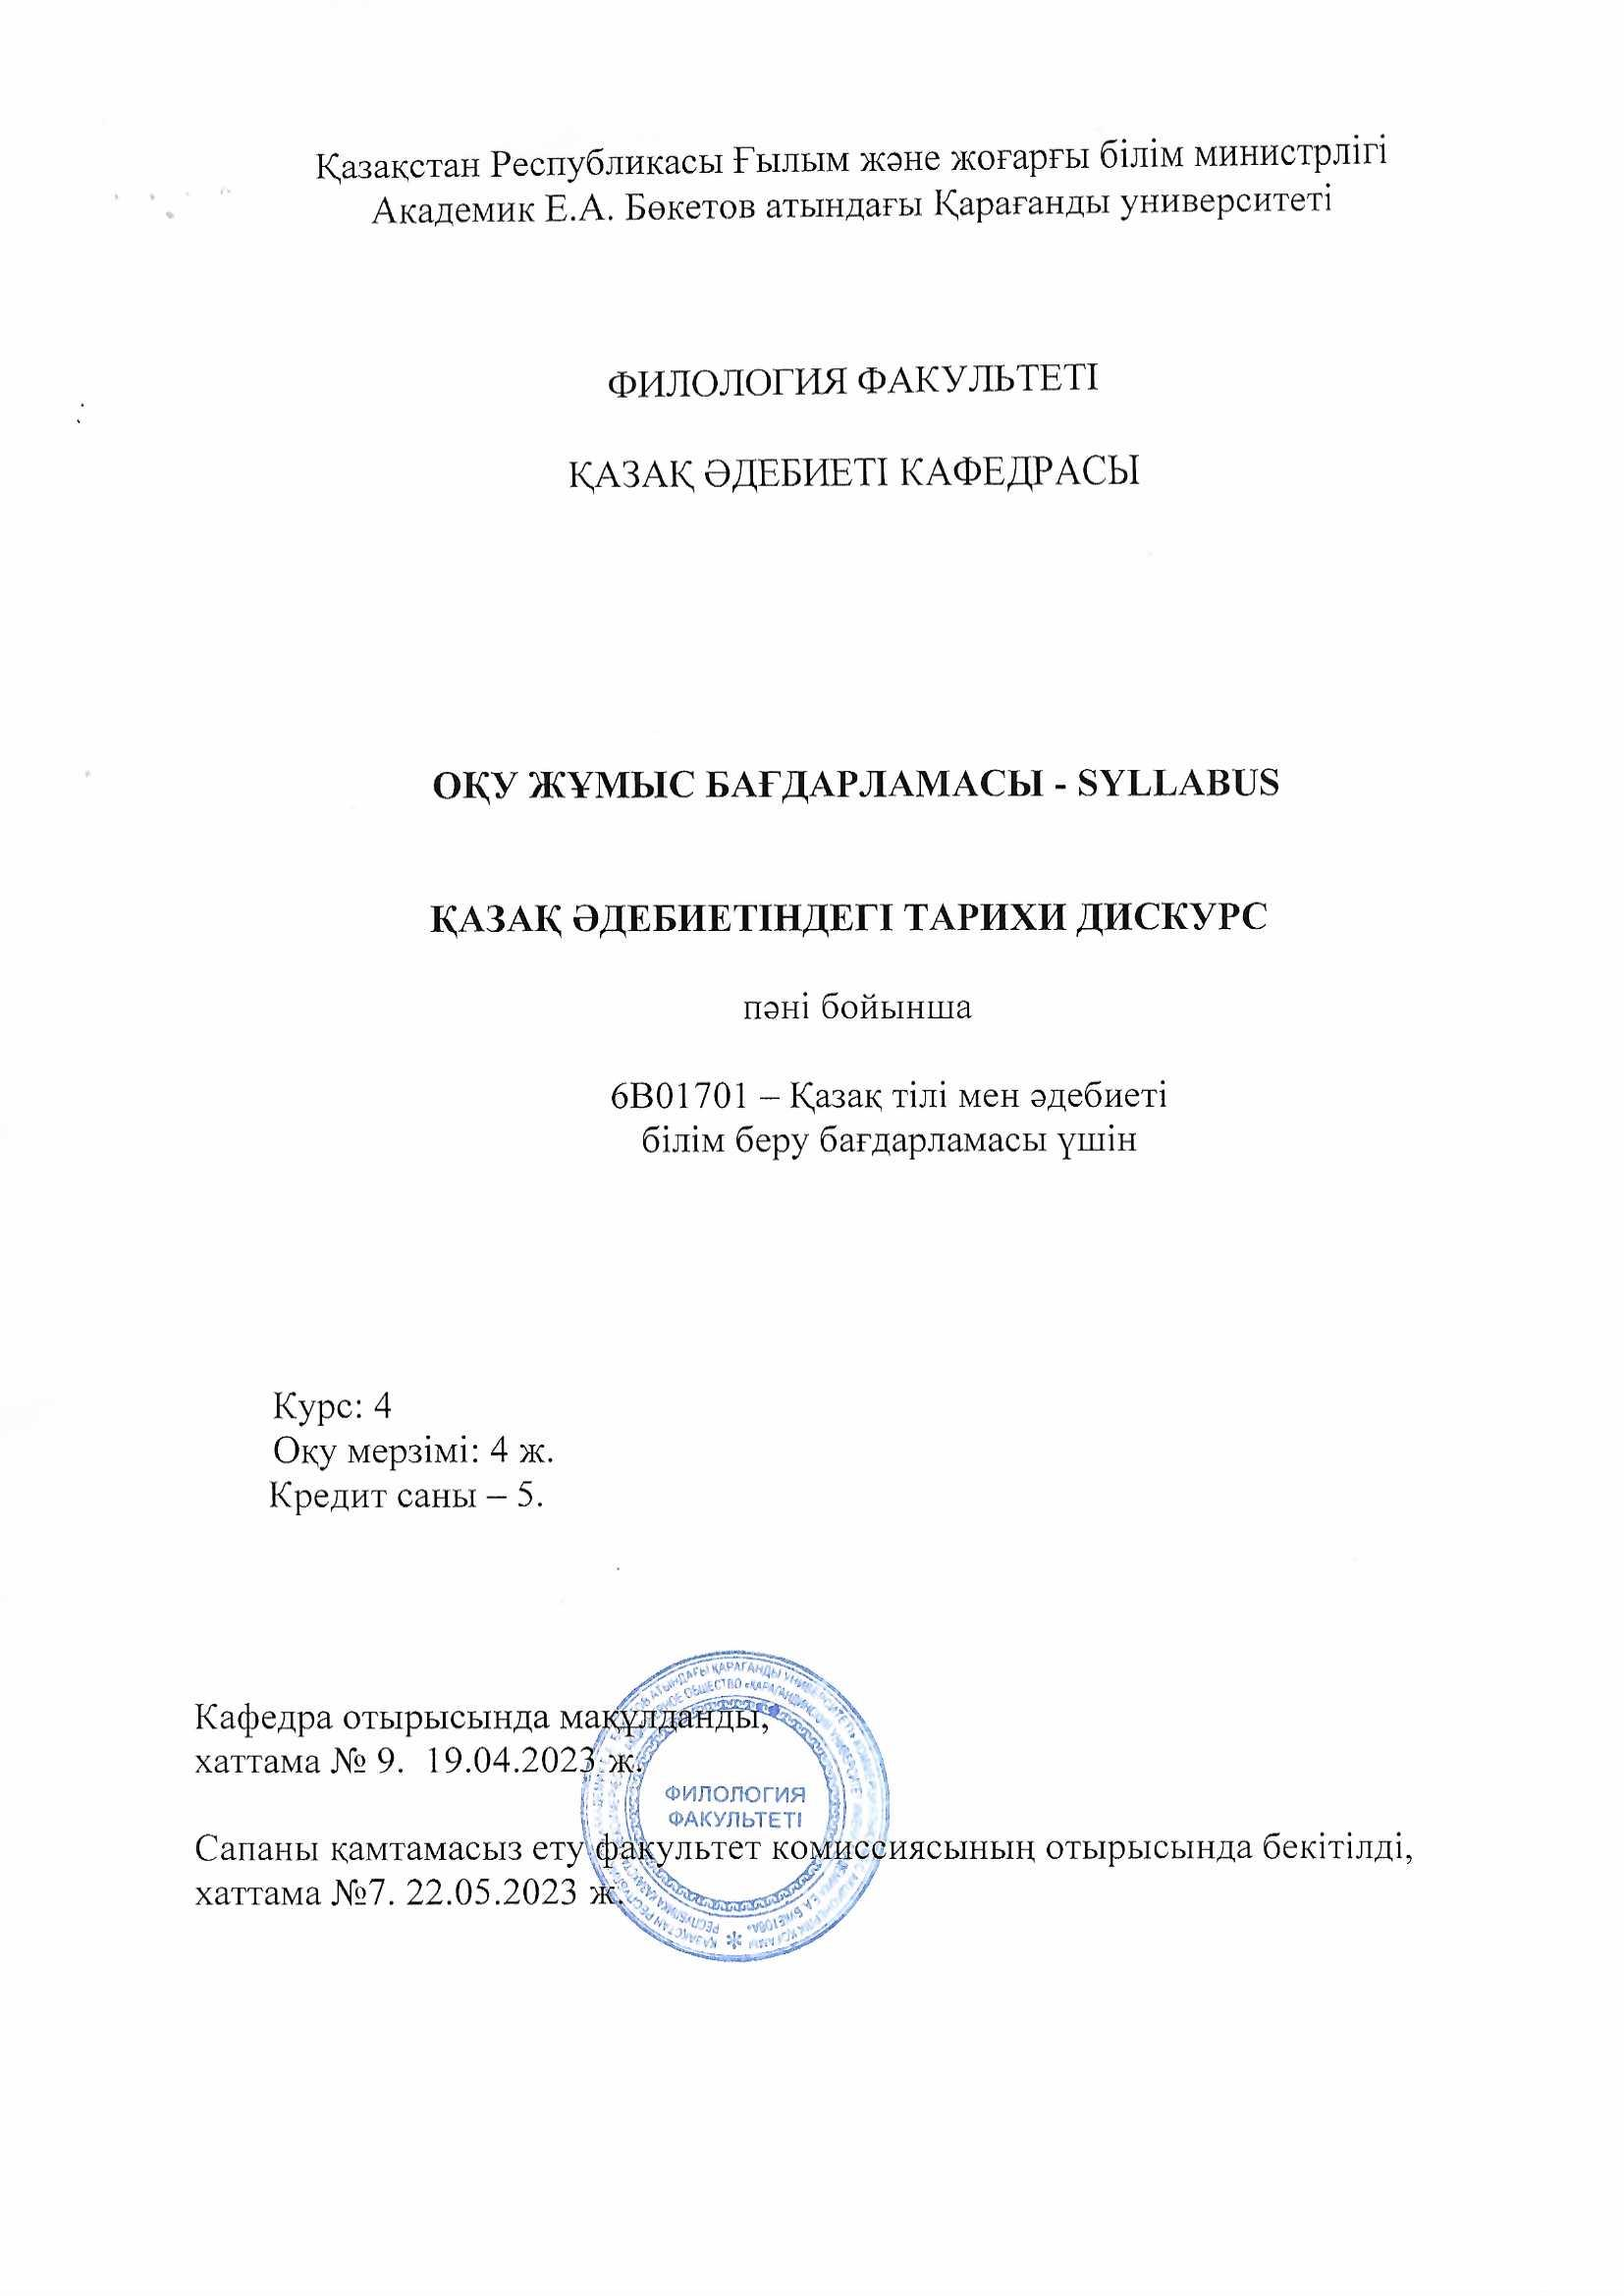 Қазақстан Республикасы Ғылым және жоғарғы білім министрлігі
Академик Е.А. Бөкетов атындағы Қарағанды университеті
ФИЛОЛОГИЯ ФАКУЛЬТЕТІ
ҚАЗАҚ ӘДЕБИЕТІ КАФЕДРАСЫ
ОҚУ ЖҰМЫС БАҒДАРЛАМАСЫ - SYLLABUS
ҚАЗАҚ ӘДЕБИЕТІНДЕГІ ТАРИХИ ДИСКУРС
пәні бойынша
6В01701 – Қазақ тілі мен әдебиеті
білім беру бағдарламасы үшін
Курс: 4
Оқу мерзімі: 4 ж.
Кредит саны – 5.
Кафедра отырысында мақұлданды,
хаттама № 9. 19.04.2023 ж.
ФИЛОЛОГИЯ
ФАКУЛЬТЕТІ
Сапаны қамтамасыз ету факультет комиссиясының отырысында бекітілді,
хаттама №7. 22.05.2023 ж.